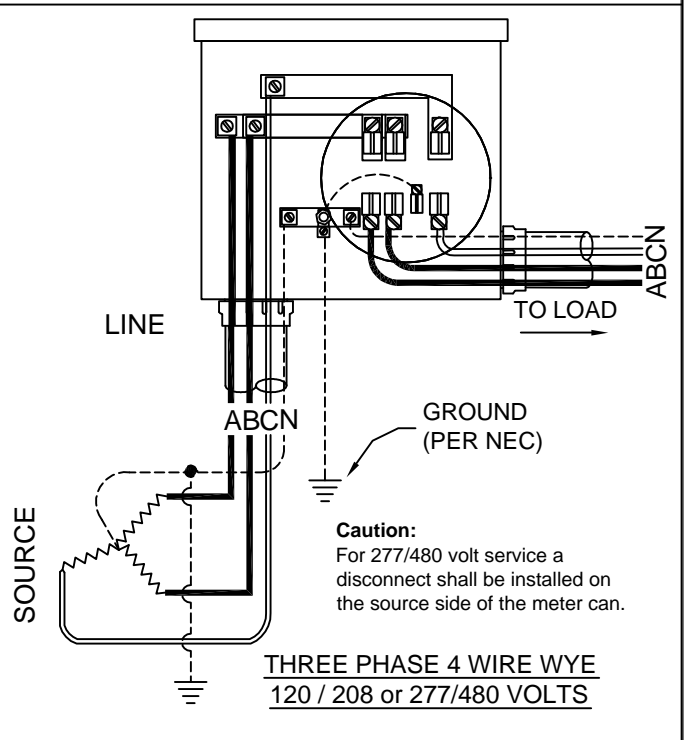 LINE
TO LOAD
ABCN
ABCN
GROUND
(PER NEC)
SOURCE
Caution:
For 277/480 volt service a
disconnect shall be installed on
the source side of the meter can.
THREE PHASE 4 WIRE WYE
120 / 208 or 277/480 VOLTS